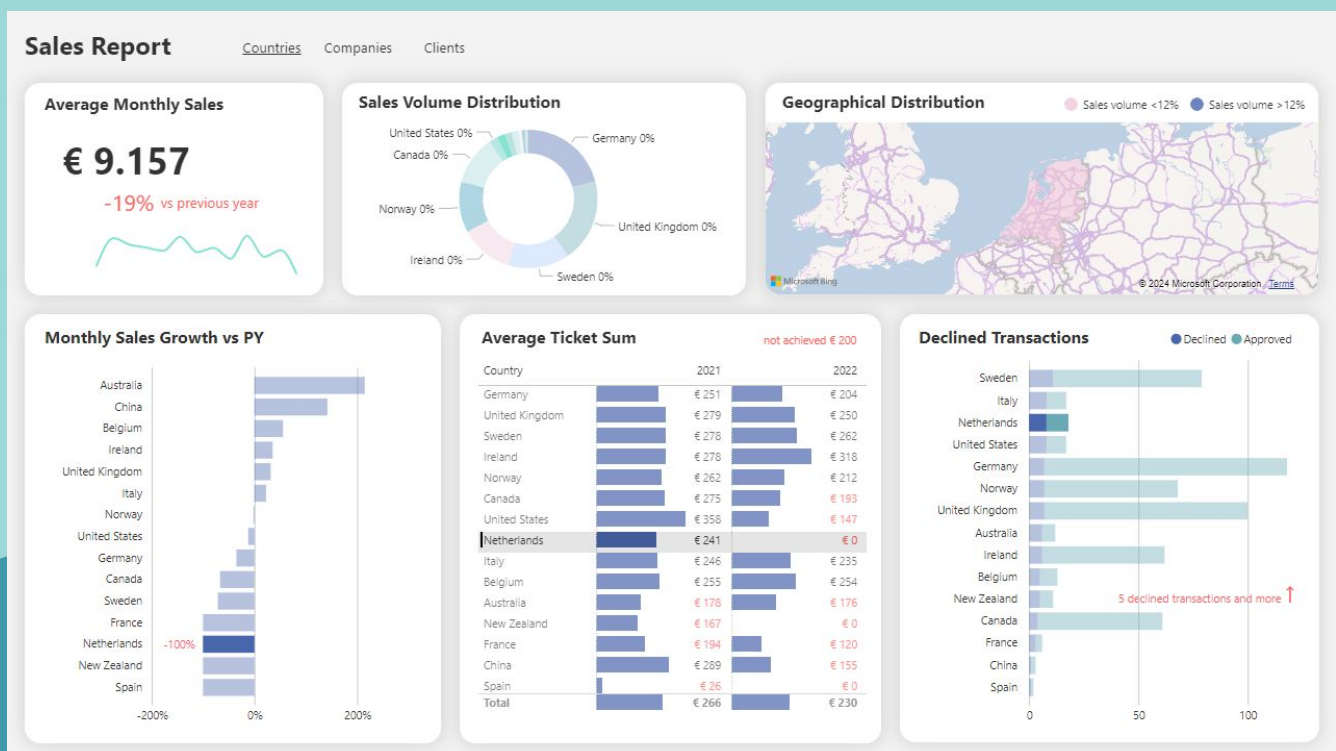 Sales Report
Countries Companies Clients
Average Monthly Sales
€ 9.157
-19% vs previous year
Sales Volume Distribution
United States 0%
Germany 0%
Canada 0%
Norway 0%
United Kingdom 0%
Ireland 0%
Sweden 0%
Geographical Distribution
Sales volume <12% Sales volume >12%
Microsoft Bing
© 2024 Microsoft Corporation Terms
Monthly Sales Growth vs PY
Australia
China
Belgium
Ireland
United Kingdom
Italy
Norway
United States
Germany
Canada
Sweden
France
Netherlands -100%
New Zealand
Spain
-200% 0% 200%
Average Ticket Sum
not achieved € 200
Country 2021 2022
Germany € 251 € 204
United Kingdom € 279 € 250
Sweden € 278 € 262
Ireland € 278 € 318
Norway € 262 € 212
Canada € 275 € 193
United States € 358 € 147
Netherlands € 241 € 0
Italy € 246 € 235
Belgium € 255 € 254
Australia € 178 € 176
New Zealand € 167 € 0
France € 194 € 120
China € 289 € 155
Spain € 26 € 0
Total € 266 € 230
Declined Transactions
Declined Approved
Sweden
Italy
Netherlands
United States
Germany
Norway
United Kingdom
Australia
Ireland
Belgium
New Zealand 5 declined transactions and more ↑
Canada
France
China
Spain
0 50 100